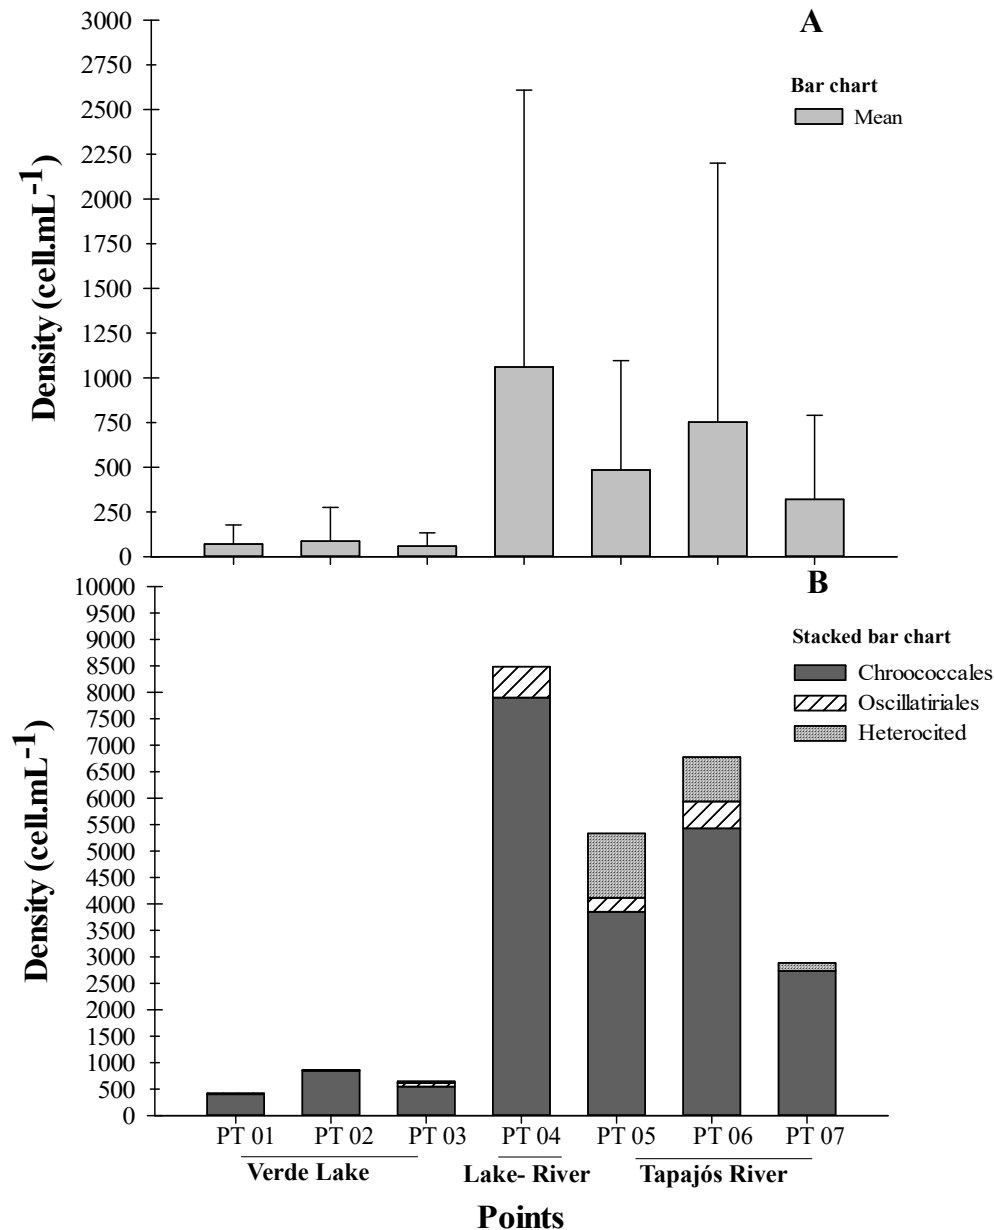 A
Bar chart
Mean
3000
2750
2500
2250
2000
1750
1500
1250
1000
750
500
250
0
Density (cell.mL-1)
B
Stacked bar chart
Chroococcales
Oscillatiriales
Heterocited
10000
9500
9000
8500
8000
7500
7000
6500
6000
5500
5000
4500
4000
3500
3000
2500
2000
1500
1000
500
0
Density (cell.mL-1)
PT 01 PT 02 PT 03 PT 04 PT 05 PT 06 PT 07
Verde Lake Lake- River Tapajós River
Points